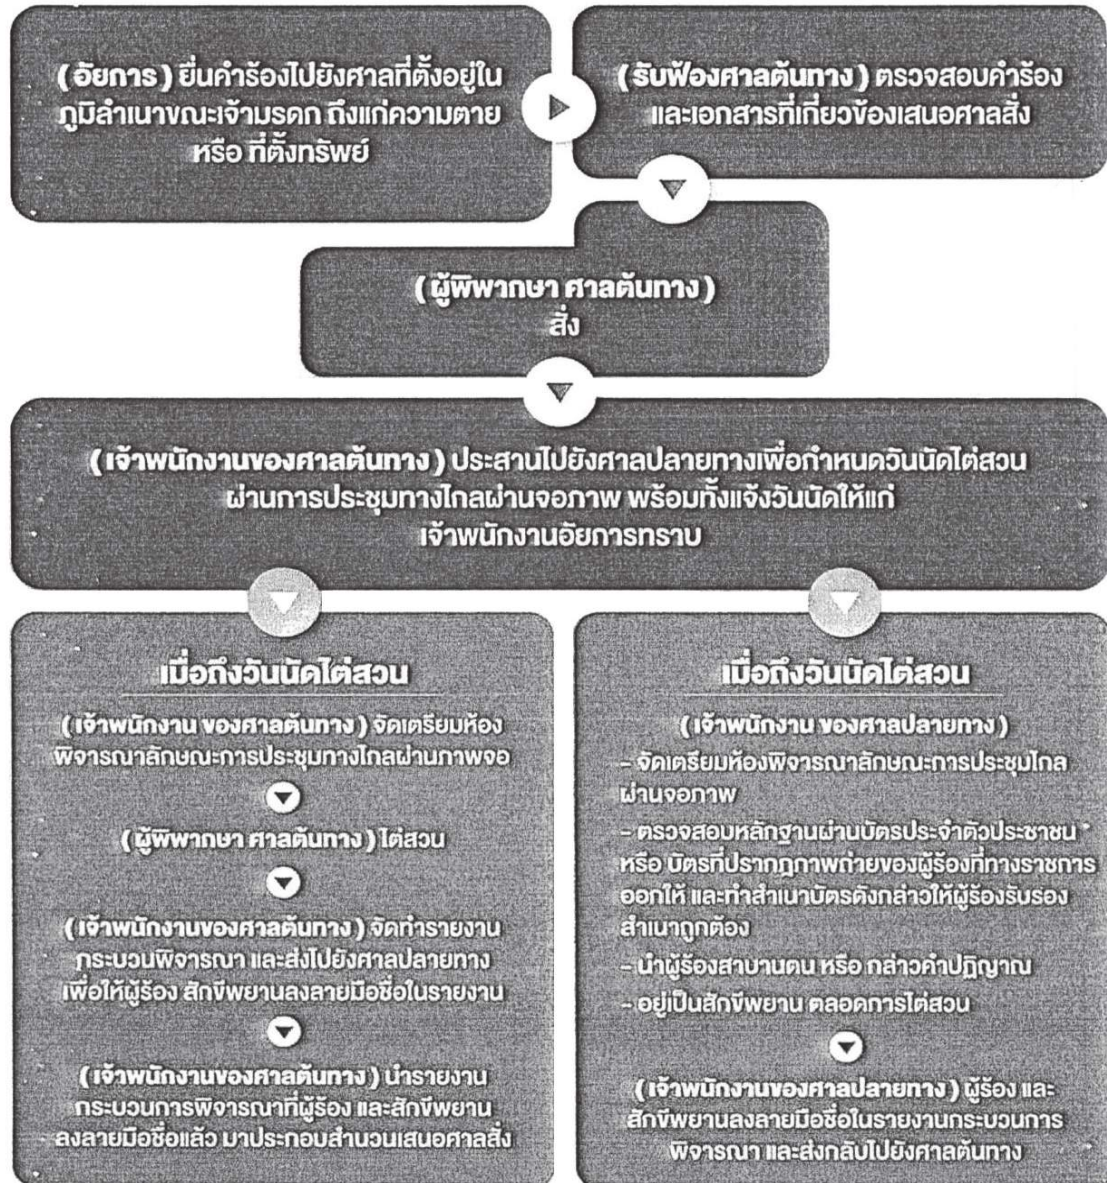 (อัยการ) ยื่นคำร้องไปยังศาลที่ตั้งอยู่ใน
ภูมิลำเนาขณะเจ้ามรดก ถึงแก่ความตาย
หรือ ที่ตั้งทรัพย์
(รับฟ้องศาลต้นทาง) ตรวจสอบคำร้อง
และเอกสารที่เกี่ยวข้องเสนอศาลสั่ง
(ผู้พิพากษา ศาลต้นทาง)
สั่ง
(เจ้าพนักงานของศาลต้นทาง) ประสานไปยังศาลปลายทางเพื่อกำหนดวันนัดไต่สวน
ผ่านการประชุมทางไกลผ่านจอภาพ พร้อมทั้งแจ้งวันนัดให้แก่
เจ้าพนักงานอัยการทราบ
เมื่อถึงวันนัดไต่สวน
(เจ้าพนักงาน ของศาลต้นทาง) จัดเตรียมห้อง
พิจารณาลักษณะการประชุมทางไกลผ่านภาพจอ
(ผู้พิพากษา ศาลต้นทาง) ไต่สวน
(เจ้าพนักงานของศาลต้นทาง) จัดทำรายงาน
กระบวนพิจารณา และส่งไปยังศาลปลายทาง
เพื่อให้ผู้ร้อง สักขีพยานลงลายมือชื่อในรายงาน
(เจ้าพนักงานของศาลต้นทาง) นำรายงาน
กระบวนการพิจารณาที่ผู้ร้อง และสักขีพยาน
ลงลายมือชื่อแล้ว มาประกอบสำนวนเสนอศาลสั่ง
เมื่อถึงวันนัดไต่สวน
(เจ้าพนักงาน ของศาลปลายทาง)
- จัดเตรียมห้องพิจารณาลักษณะการประชุมไกล
ผ่านจอภาพ
- ตรวจสอบหลักฐานผ่านบัตรประจำตัวประชาชน
หรือ บัตรที่ปรากฏภาพถ่ายของผู้ร้องที่ทางราชการ
ออกให้ และทำสำเนาบัตรดังกล่าวให้ผู้ร้องรับรอง
สำเนาถูกต้อง
- นำผู้ร้องสาบานตน หรือ กล่าวคำปฏิญาณ
- อยู่เป็นสักขีพยาน ตลอดการไต่สวน
(เจ้าพนักงานของศาลปลายทาง) ผู้ร้อง และ
สักขีพยานลงลายมือชื่อในรายงานกระบวนการ
พิจารณา และส่งกลับไปยังศาลต้นทาง